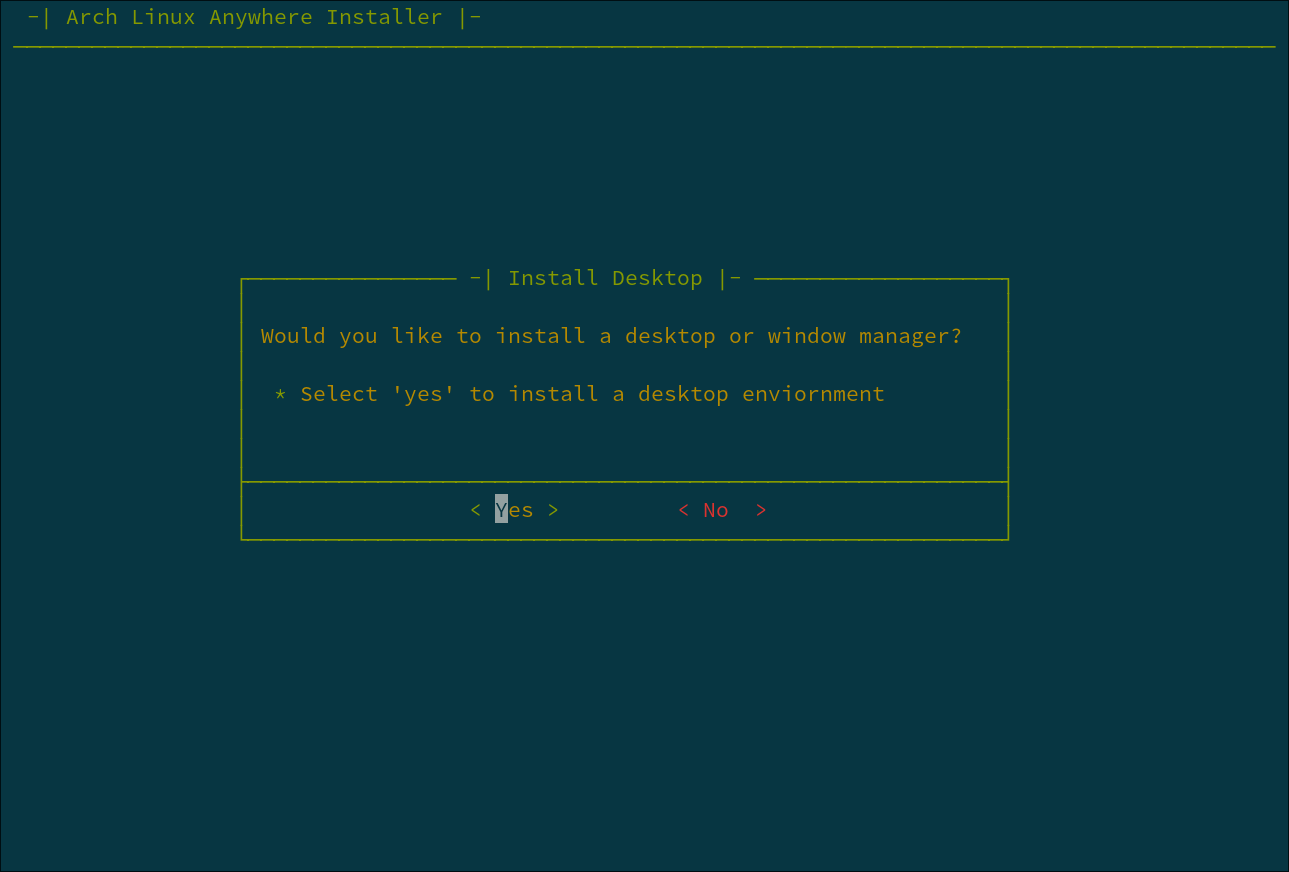 -| Arch Linux Anywhere Installer |-
-| Install Desktop |-
Would you like to install a desktop or window manager?
* Select 'yes' to install a desktop enviornment
< Yes > < No >